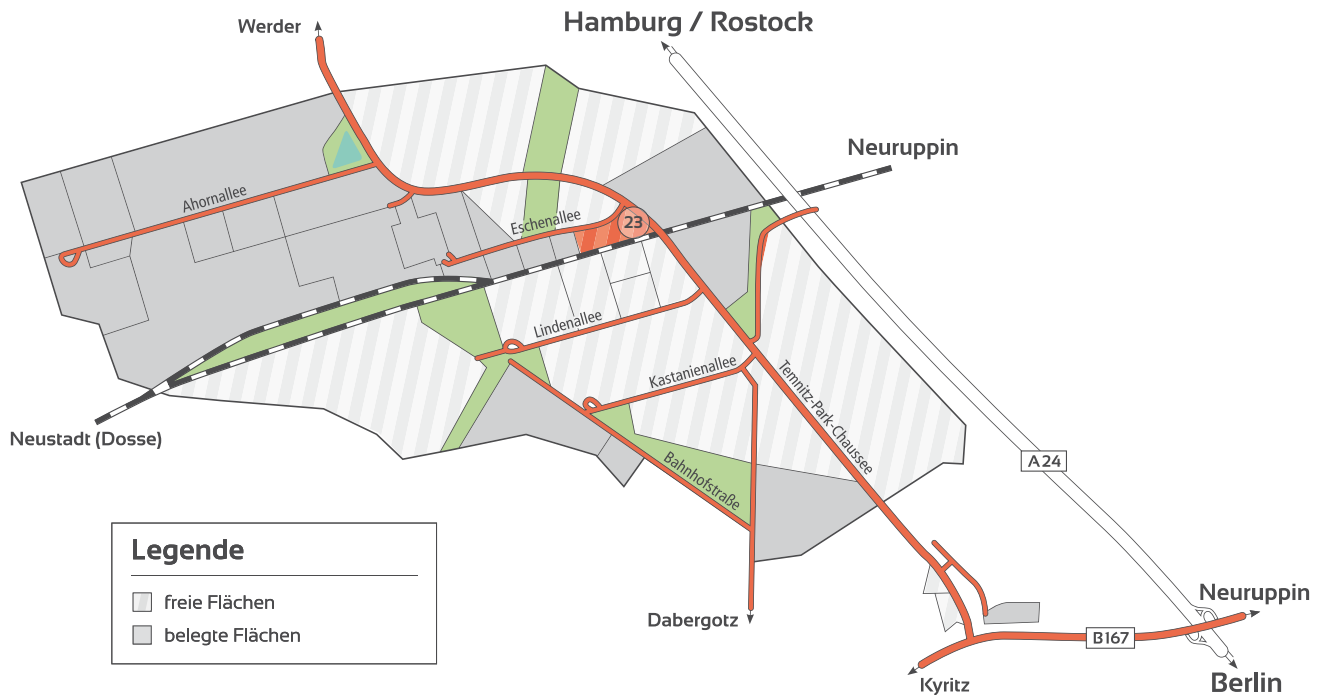 Hamburg / Rostock
Werder
Neuruppin
Ahornallee
Eschenallee
23
Lindenallee
Kastanienallee
Temnitz-Park-Chaussee
Neustadt (Dosse)
A 24
Bahnhofstraße
Legende
freie Flächen
belegte Flächen
Dabergotz
Neuruppin
B167
Kyritz
Berlin